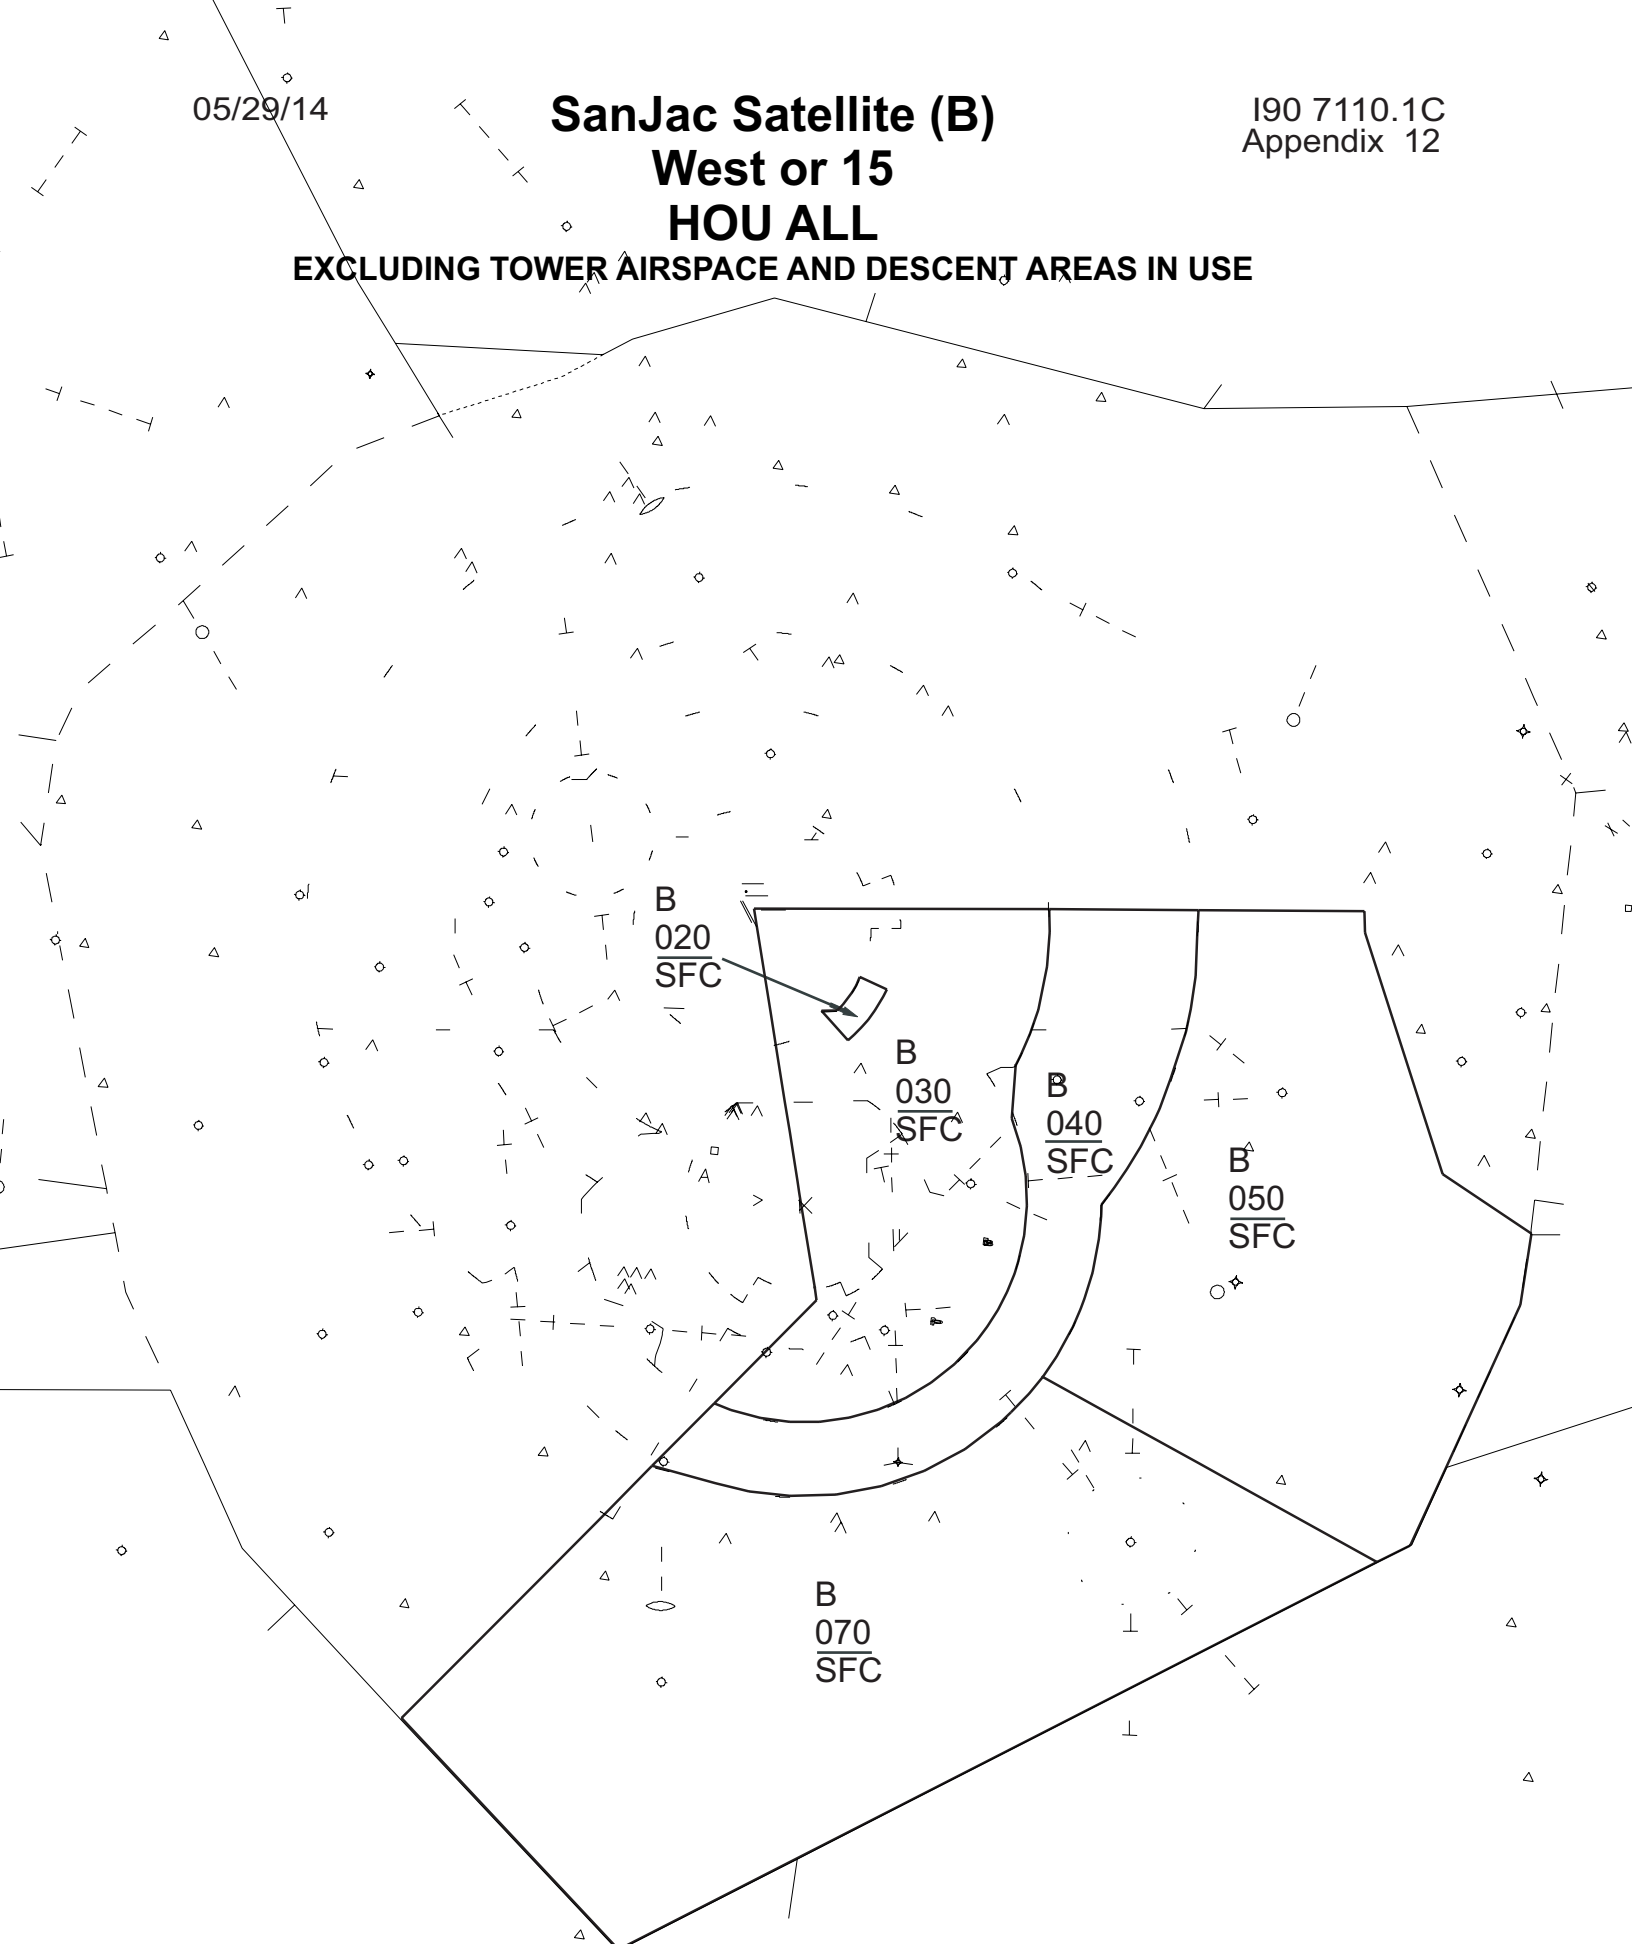 05/29/14
SanJac Satellite (B)
West or 15
HOU ALL
EXCLUDING TOWER AIRSPACE AND DESCENT AREAS IN USE
I90 7110.1C
Appendix 12
B
020
SFC
B
030
SFC
B
040
SFC
B
050
SFC
B
070
SFC